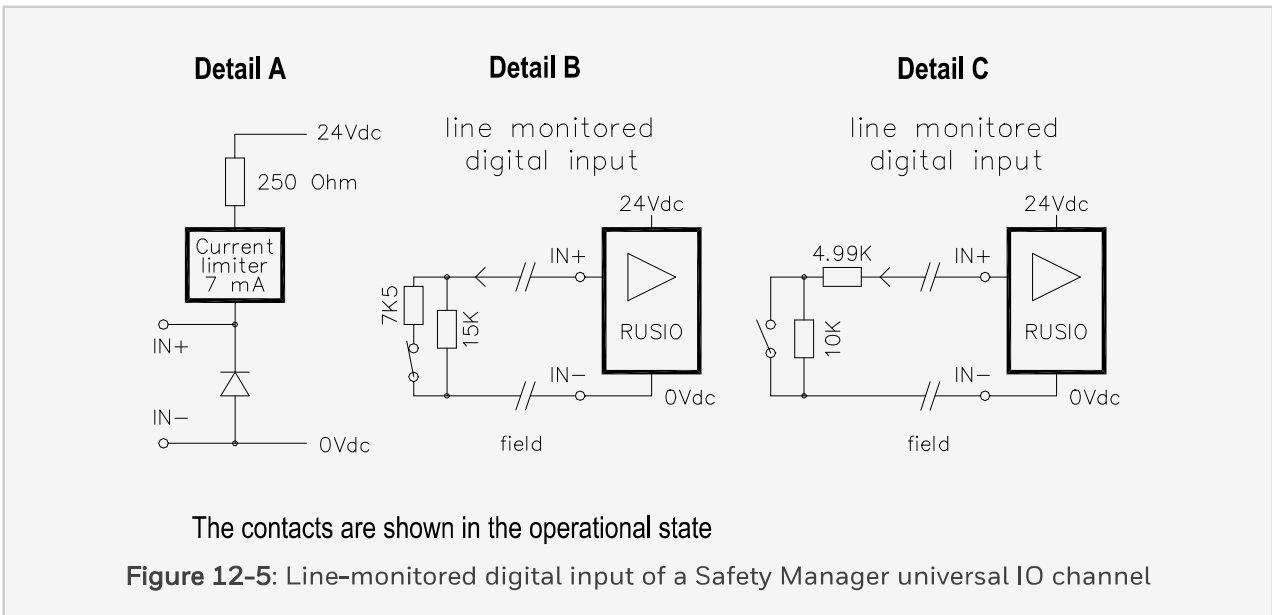 Detail A
24Vdc
250 Ohm
Current
limiter
7 mA
IN+
IN-
0Vdc
Detail B
line monitored
digital input
24Vdc
IN+
7K5
15K
RUSIO
IN-
0Vdc
field
Detail C
line monitored
digital input
24Vdc
4.99K
IN+
10K
RUSIO
IN-
0Vdc
field
The contacts are shown in the operational state
Figure 12-5: Line-monitored digital input of a Safety Manager universal IO channel